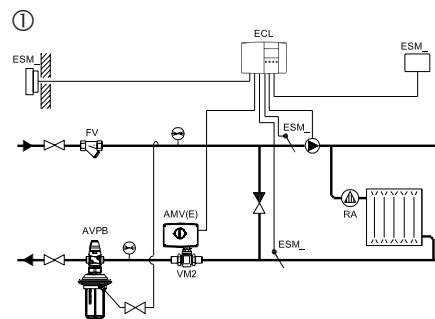 ①
ECL
ESM_
ESM_
FV
ESM_
AVPB
AMV(E)
RA
ESM_
VM2